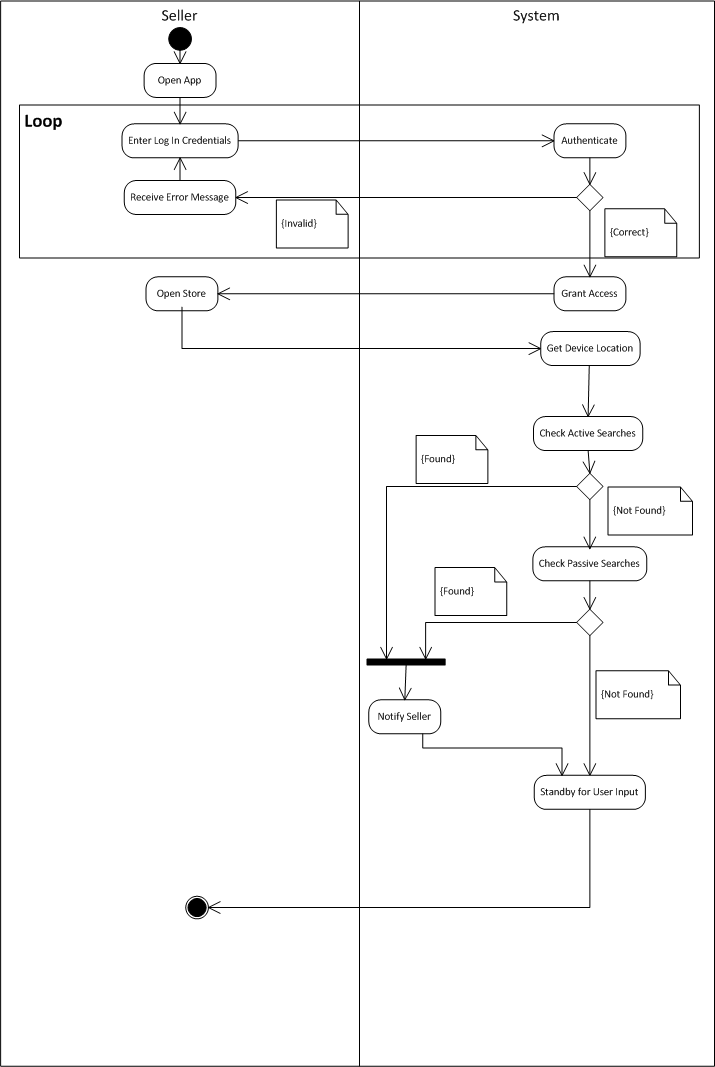 Seller
System
Open App
Loop
Enter Log In Credentials
Authenticate
Receive Error Message
{Invalid}
{Correct}
Open Store
Grant Access
Get Device Location
Check Active Searches
{Found}
{Not Found}
Check Passive Searches
{Found}
{Not Found}
Notify Seller
Standby for User Input